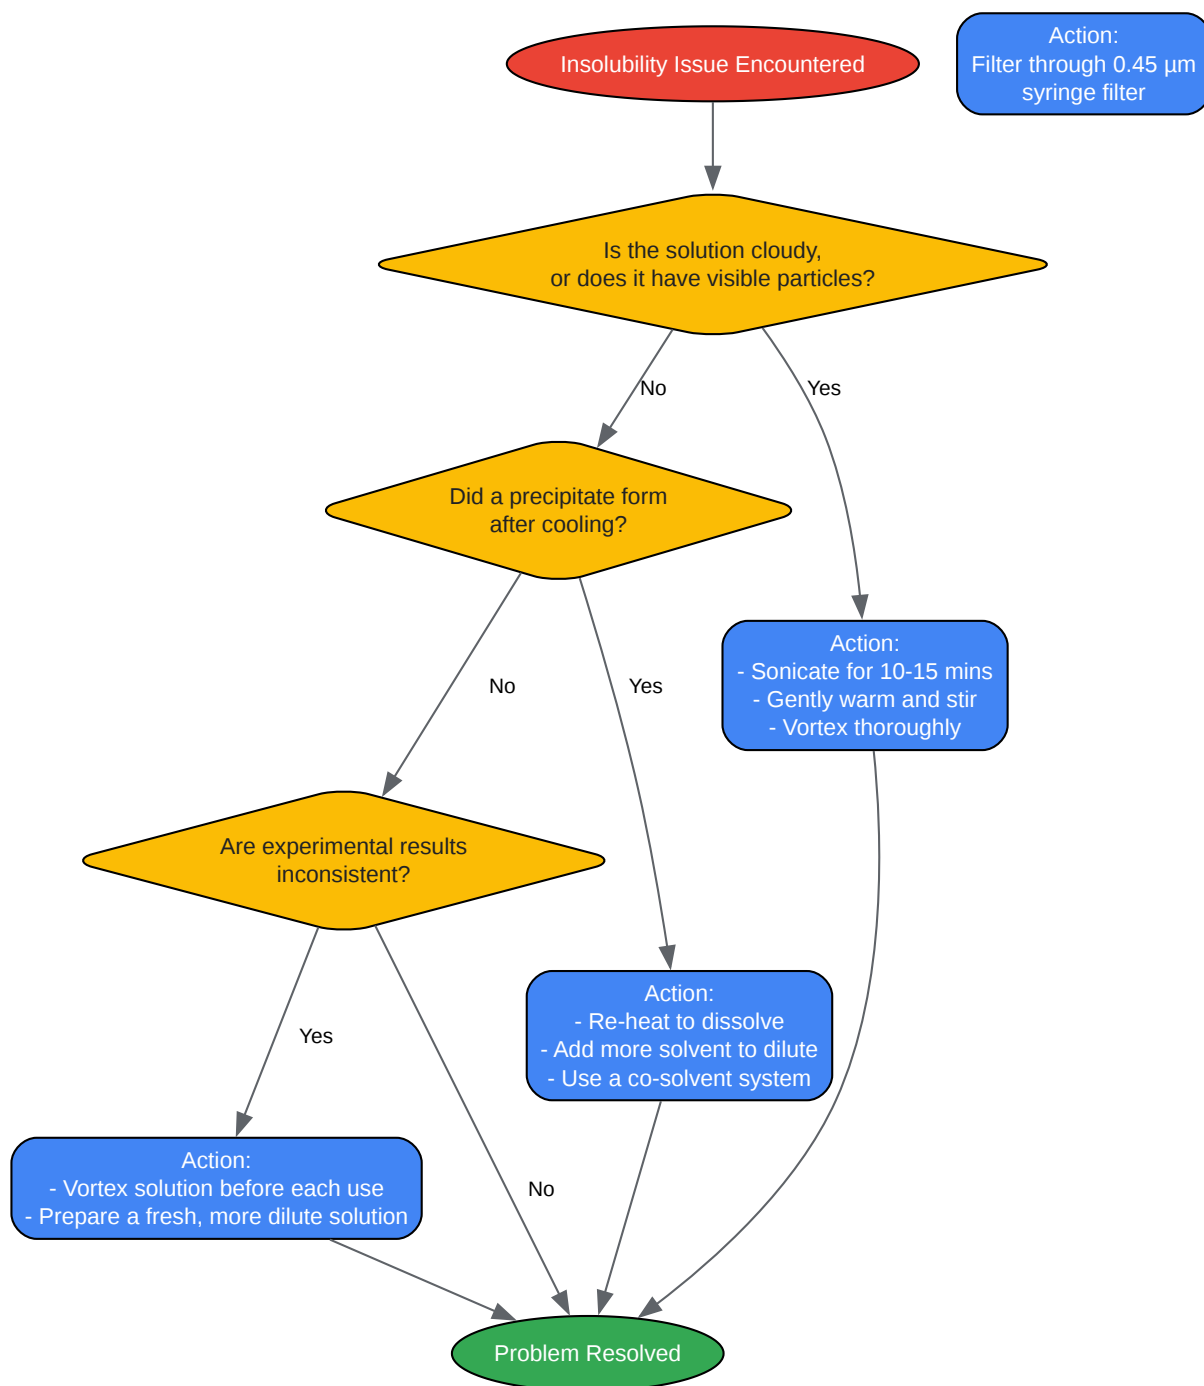 Insolubility Issue Encountered
Action:
Filter through 0.45 µm
syringe filter
Is the solution cloudy,
or does it have visible particles?
No
Yes
Did a precipitate form
after cooling?
Action:
- Sonicate for 10-15 mins
- Gently warm and stir
- Vortex thoroughly
No
Yes
Are experimental results
inconsistent?
Action:
- Re-heat to dissolve
- Add more solvent to dilute
- Use a co-solvent system
Yes
No
Action:
- Vortex solution before each use
- Prepare a fresh, more dilute solution
Problem Resolved